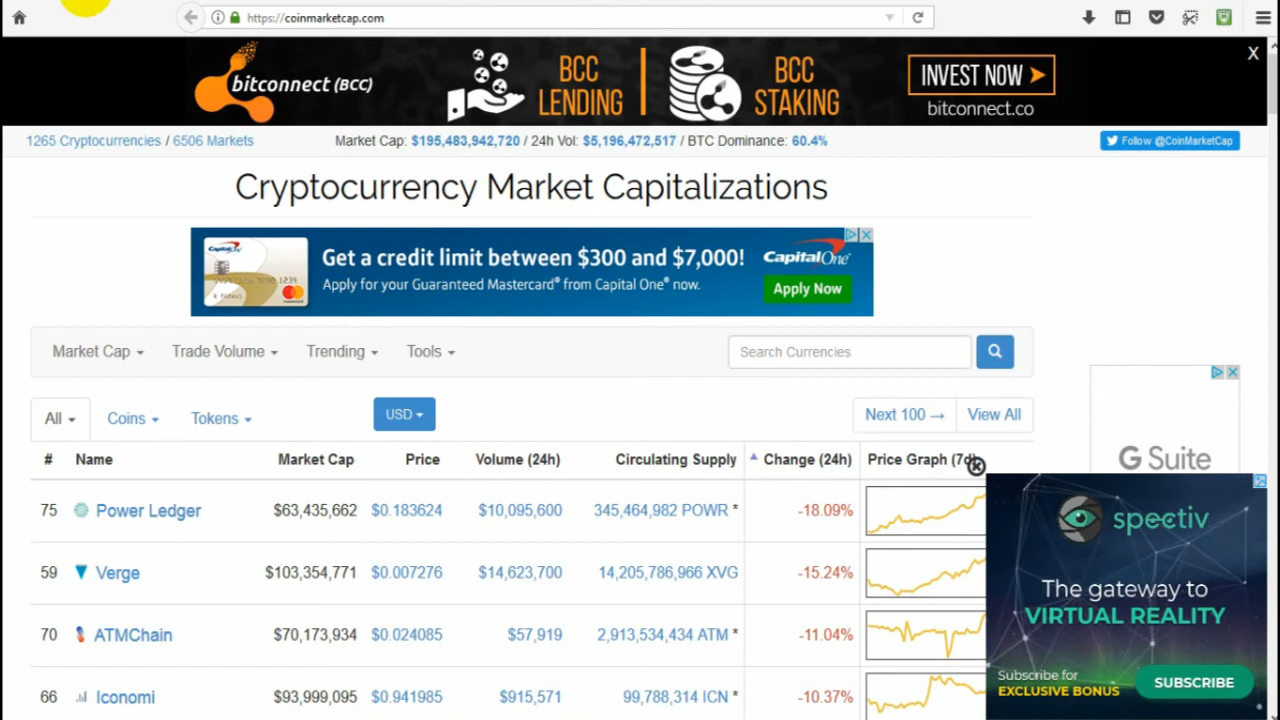 https://coinmarketcap.com
bitconnect (BCC)
BCC LENDING
BCC STAKING
INVEST NOW
bitconnect.co
X
1265 Cryptocurrencies / 6506 Markets
Market Cap: $195,483,942,720 / 24h Vol: $5,196,472,517 / BTC Dominance: 60.4%
Follow @CoinMarketCap
Cryptocurrency Market Capitalizations
Get a credit limit between $300 and $7,000!
Apply for your Guaranteed Mastercard® from Capital One® now.
CapitalOne®
Apply Now
Market Cap Trade Volume Trending Tools
Search Currencies
All Coins Tokens USD Next 100 → View All
# Name Market Cap Price Volume (24h) Circulating Supply Change (24h) Price Graph (7d)
75 Power Ledger $63,435,662 $0.183624 $10,095,600 345,464,982 POWR * -18.09%
59 Verge $103,354,771 $0.007276 $14,623,700 14,205,786,966 XVG -15.24%
70 ATMChain $70,173,934 $0.024085 $57,919 2,913,534,434 ATM * -11.04%
66 Iconomi $93,999,095 $0.941985 $915,571 99,788,314 ICN * -10.37%
G Suite
spectiv
The gateway to
VIRTUAL REALITY
Subscribe for
EXCLUSIVE BONUS
SUBSCRIBE